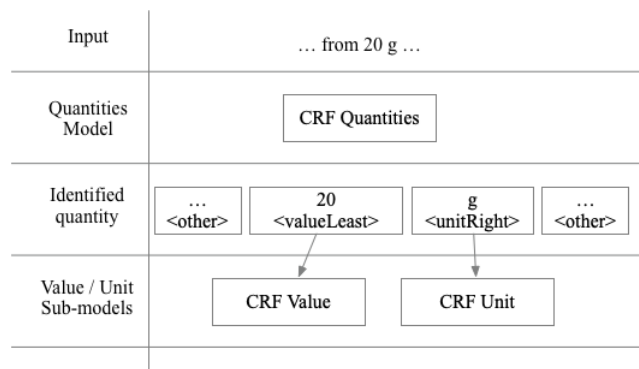 Input
… from 20 g …
Quantities
Model
CRF Quantities
Identified
quantity
…
<other>
20
<valueLeast>
g
<unitRight>
…
<other>
Value / Unit
Sub-models
CRF Value
CRF Unit